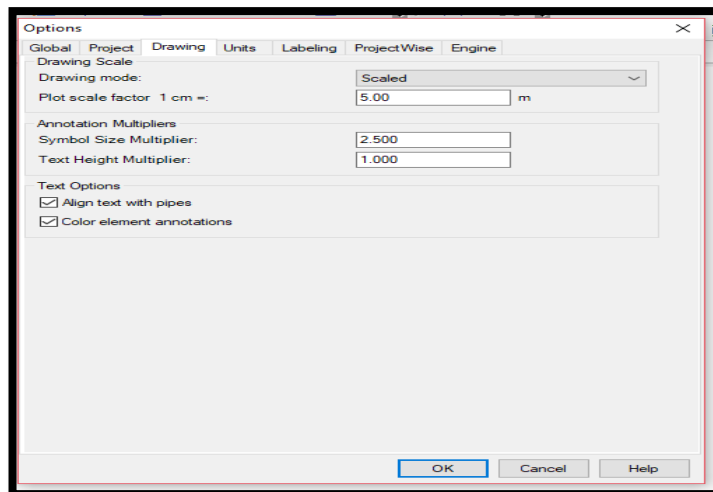 Options
Global Project Drawing Units Labeling ProjectWise Engine
Drawing Scale
Drawing mode: Scaled
Plot scale factor 1 cm =: 5.00 m
Annotation Multipliers
Symbol Size Multiplier: 2.500
Text Height Multiplier: 1.000
Text Options
Align text with pipes
Color element annotations
OK Cancel Help